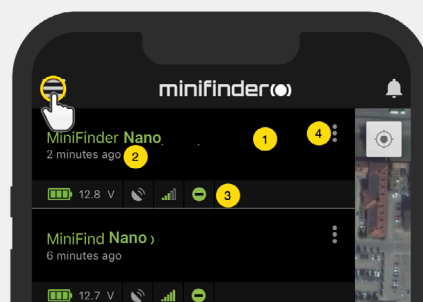 minifinder
MiniFinder Nano
1
4
2 minutes ago
2
12.8 V
3
MiniFind Nano
6 minutes ago
12.7 V